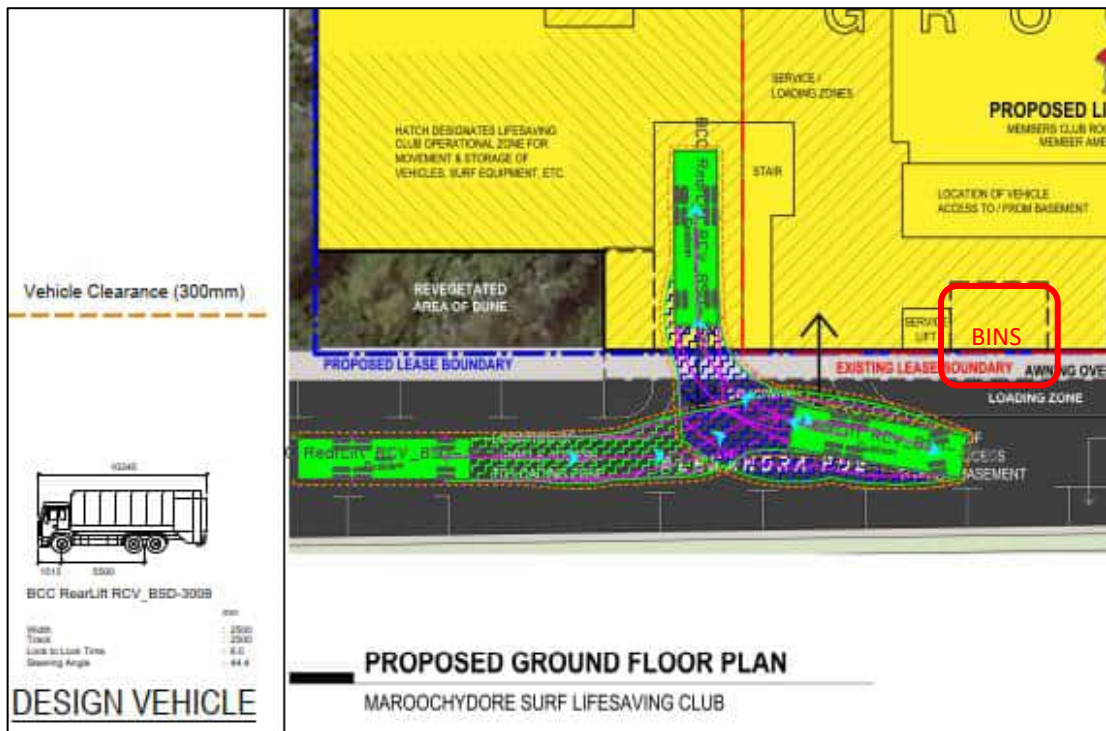 G R O
SERVICE /
LOADING ZONES
PROPOSED LI
MEMBERS CLUB ROO
MEMBER AME
HATCH DESIGNATES LIFESAVING
CLUB OPERATIONAL ZONE FOR
MOVEMENT & STORAGE OF
VEHICLES, SURF EQUIPMENT, ETC
STAIR
LOCATION OF VEHICLE
ACCESS TO / FROM BASEMENT
Vehicle Clearance (300mm)
REVEGETATED
AREA OF DUNE
SERVICE
LIFT
BINS
PROPOSED LEASE BOUNDARY
EXISTING LEASE BOUNDARY
AWNING OVE
LOADING ZONE
BCC RearLift RCV_BSD-3008
mm
Width : 2500
Track : 2500
Lock to Lock Time : 6.0
Steering Angle : 44.4
DESIGN VEHICLE
PROPOSED GROUND FLOOR PLAN
MAROOCHYDORE SURF LIFESAVING CLUB